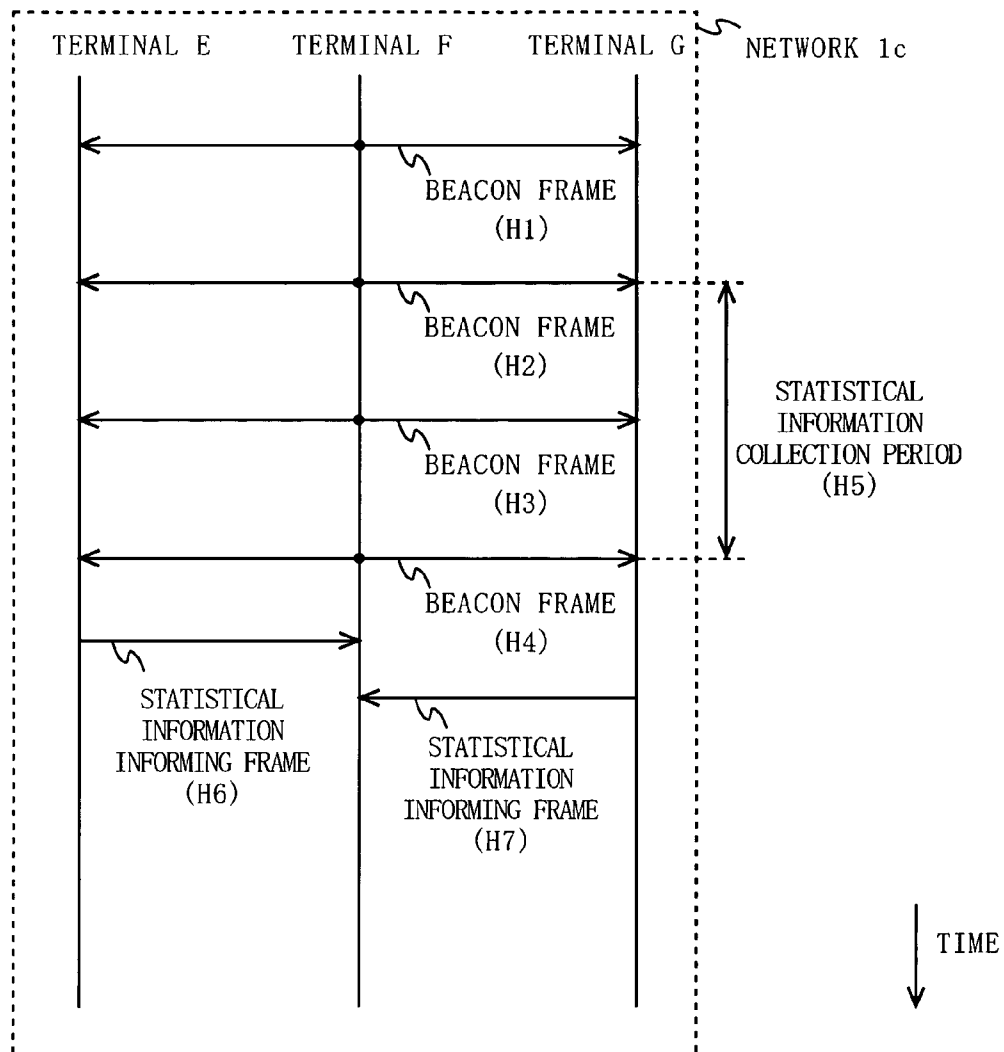 TERMINAL E
TERMINAL F
TERMINAL G
NETWORK 1c
BEACON FRAME
(H1)
BEACON FRAME
(H2)
STATISTICAL
INFORMATION
COLLECTION PERIOD
(H5)
BEACON FRAME
(H3)
BEACON FRAME
(H4)
STATISTICAL
INFORMATION
INFORMING FRAME
(H6)
STATISTICAL
INFORMATION
INFORMING FRAME
(H7)
TIME